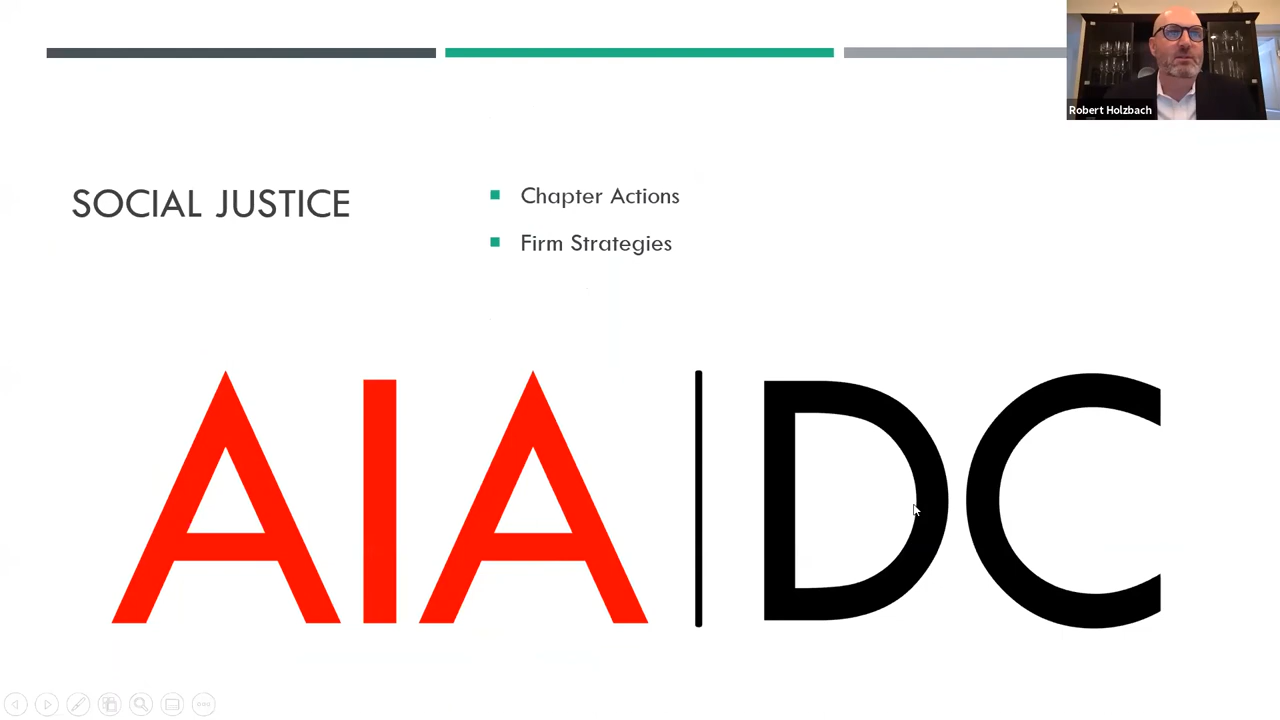 Robert Holzbach
SOCIAL JUSTICE
Chapter Actions
Firm Strategies
AIA|DC